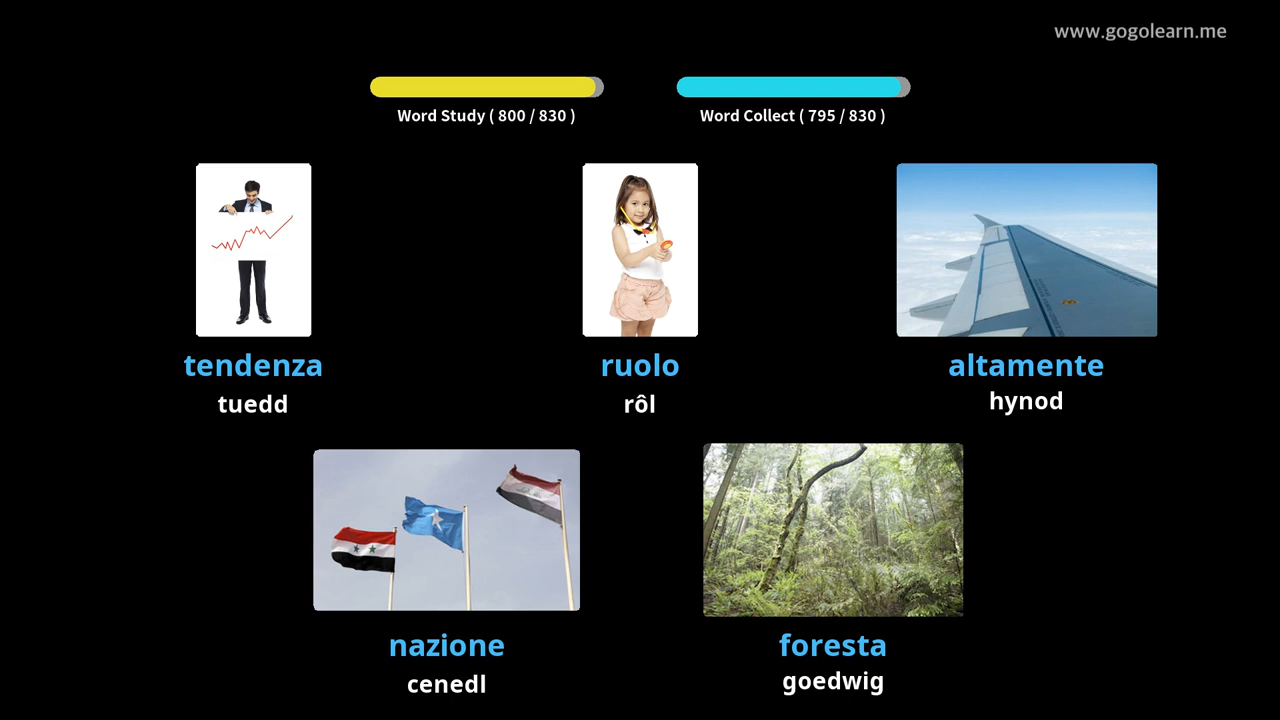 www.gogolearn.me
Word Study ( 800 / 830 )
Word Collect ( 795 / 830 )
tendenza
tuedd
ruolo
rôl
altamente
hynod
nazione
cenedl
foresta
goedwig